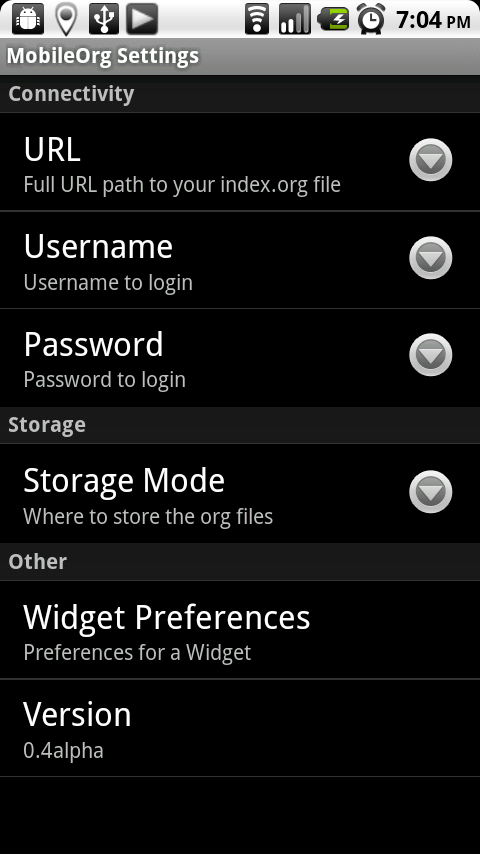 7:04 PM
MobileOrg Settings
Connectivity
URL
Full URL path to your index.org file
Username
Username to login
Password
Password to login
Storage
Storage Mode
Where to store the org files
Other
Widget Preferences
Preferences for a Widget
Version
0.4alpha